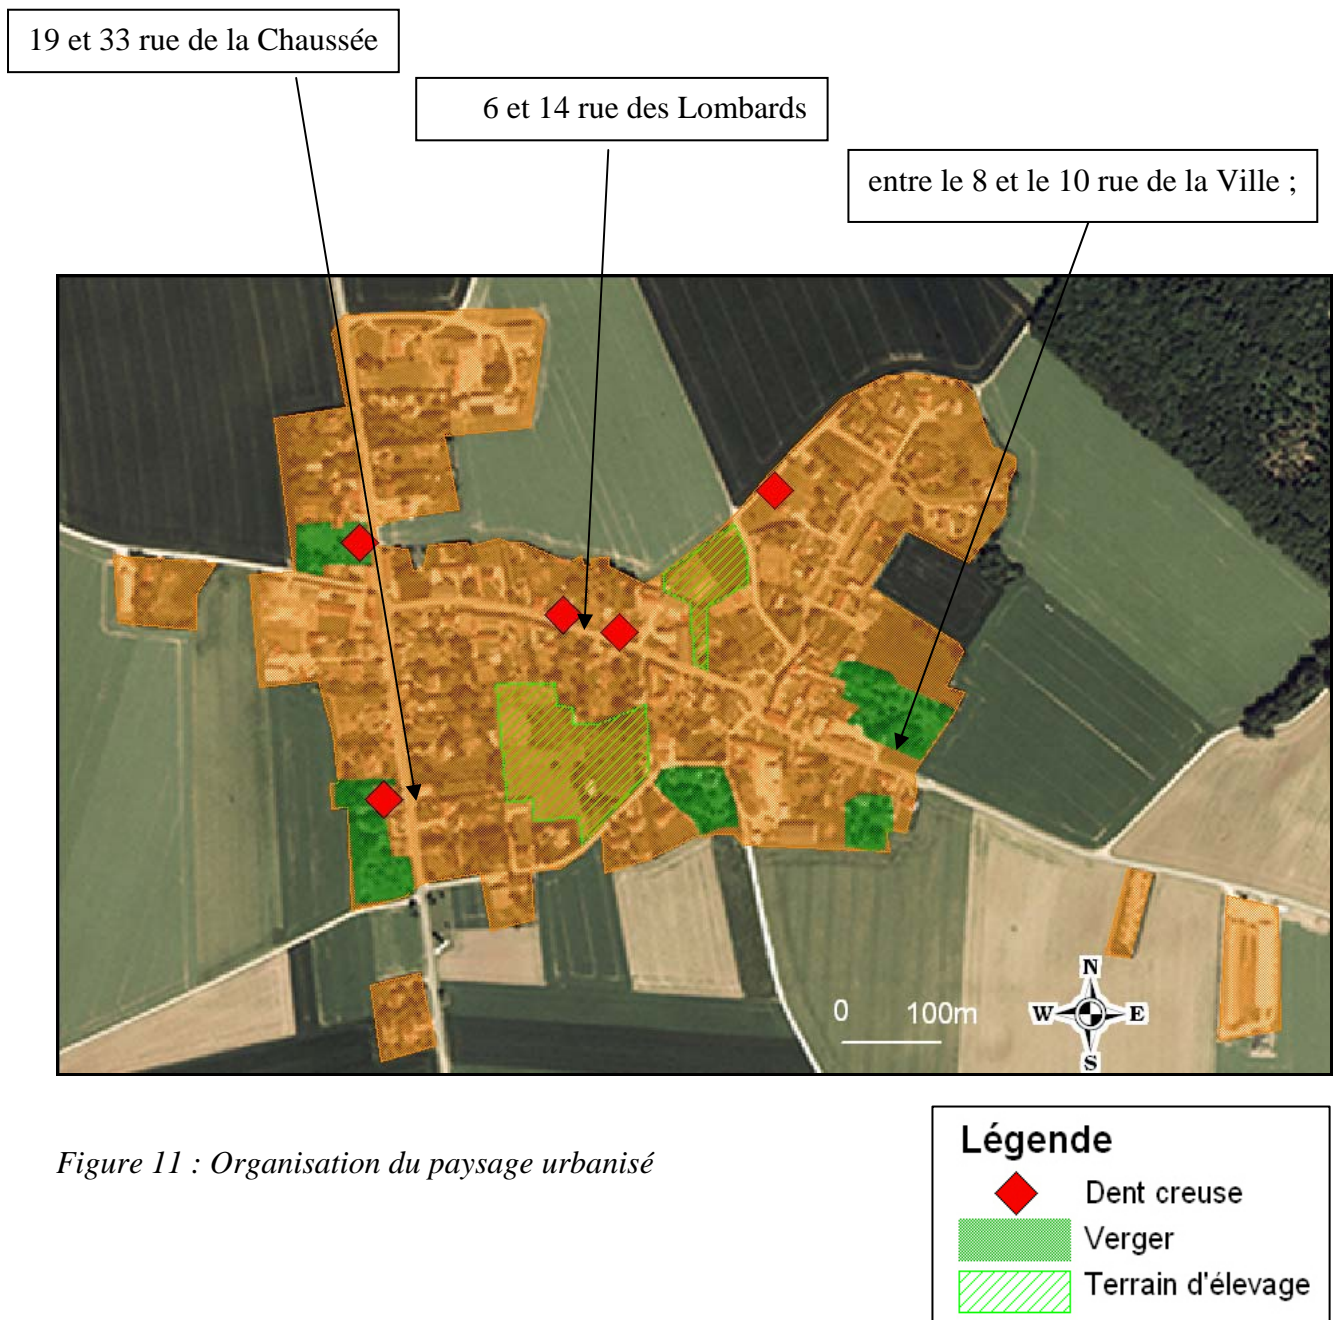 19 et 33 rue de la Chaussée
6 et 14 rue des Lombards
entre le 8 et le 10 rue de la Ville ;
N
W E
S
0 100m
Figure 11 : Organisation du paysage urbanisé
Légende
Dent creuse
Verger
Terrain d'élevage